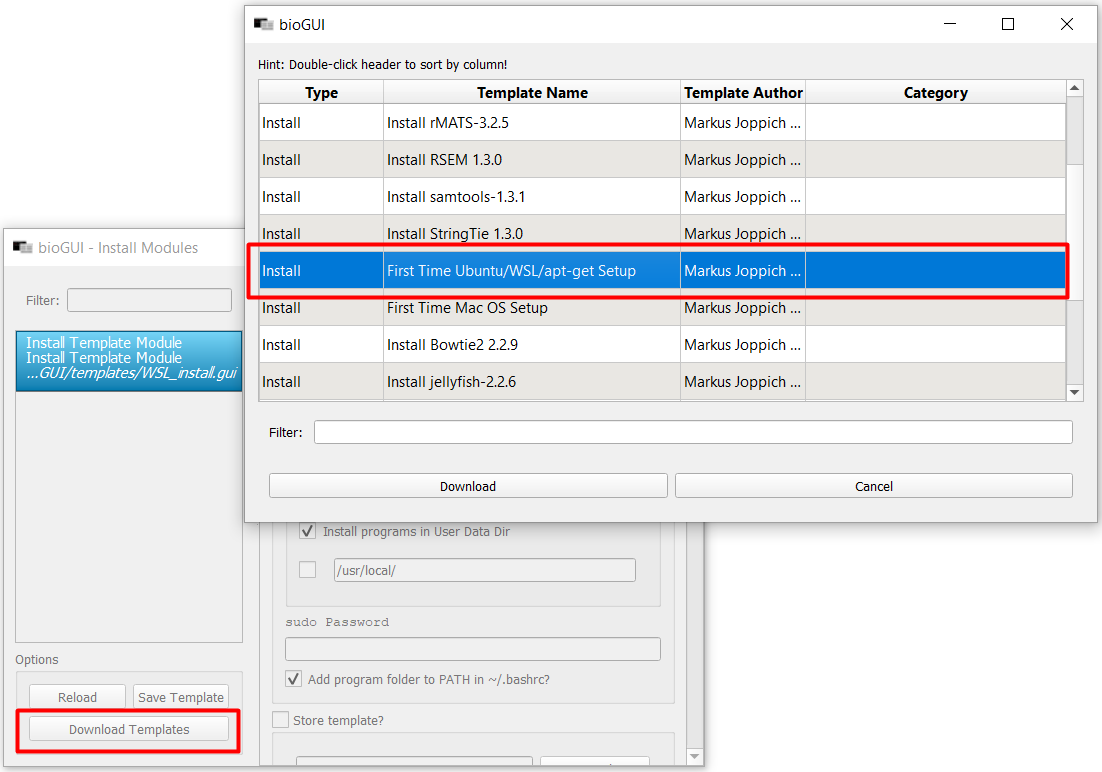 bioGUI
Hint: Double-click header to sort by column!
Type Template Name Template Author Category
Install Install rMATS-3.2.5 Markus Joppich ...
Install Install RSEM 1.3.0 Markus Joppich ...
Install Install samtools-1.3.1 Markus Joppich ...
Install Install StringTie 1.3.0 Markus Joppich ...
Install First Time Ubuntu/WSL/apt-get Setup Markus Joppich ...
Install First Time Mac OS Setup Markus Joppich ...
Install Install Bowtie2 2.2.9 Markus Joppich ...
Install Install jellyfish-2.2.6 Markus Joppich ...
Filter:
Download Cancel
bioGUI - Install Modules
Filter:
Install Template Module
Install Template Module
...GUI/templates/WSL_install.gui
Install programs in User Data Dir
/usr/local/
sudo Password
Add program folder to PATH in ~/.bashrc?
Store template?
Options
Reload Save Template
Download Templates